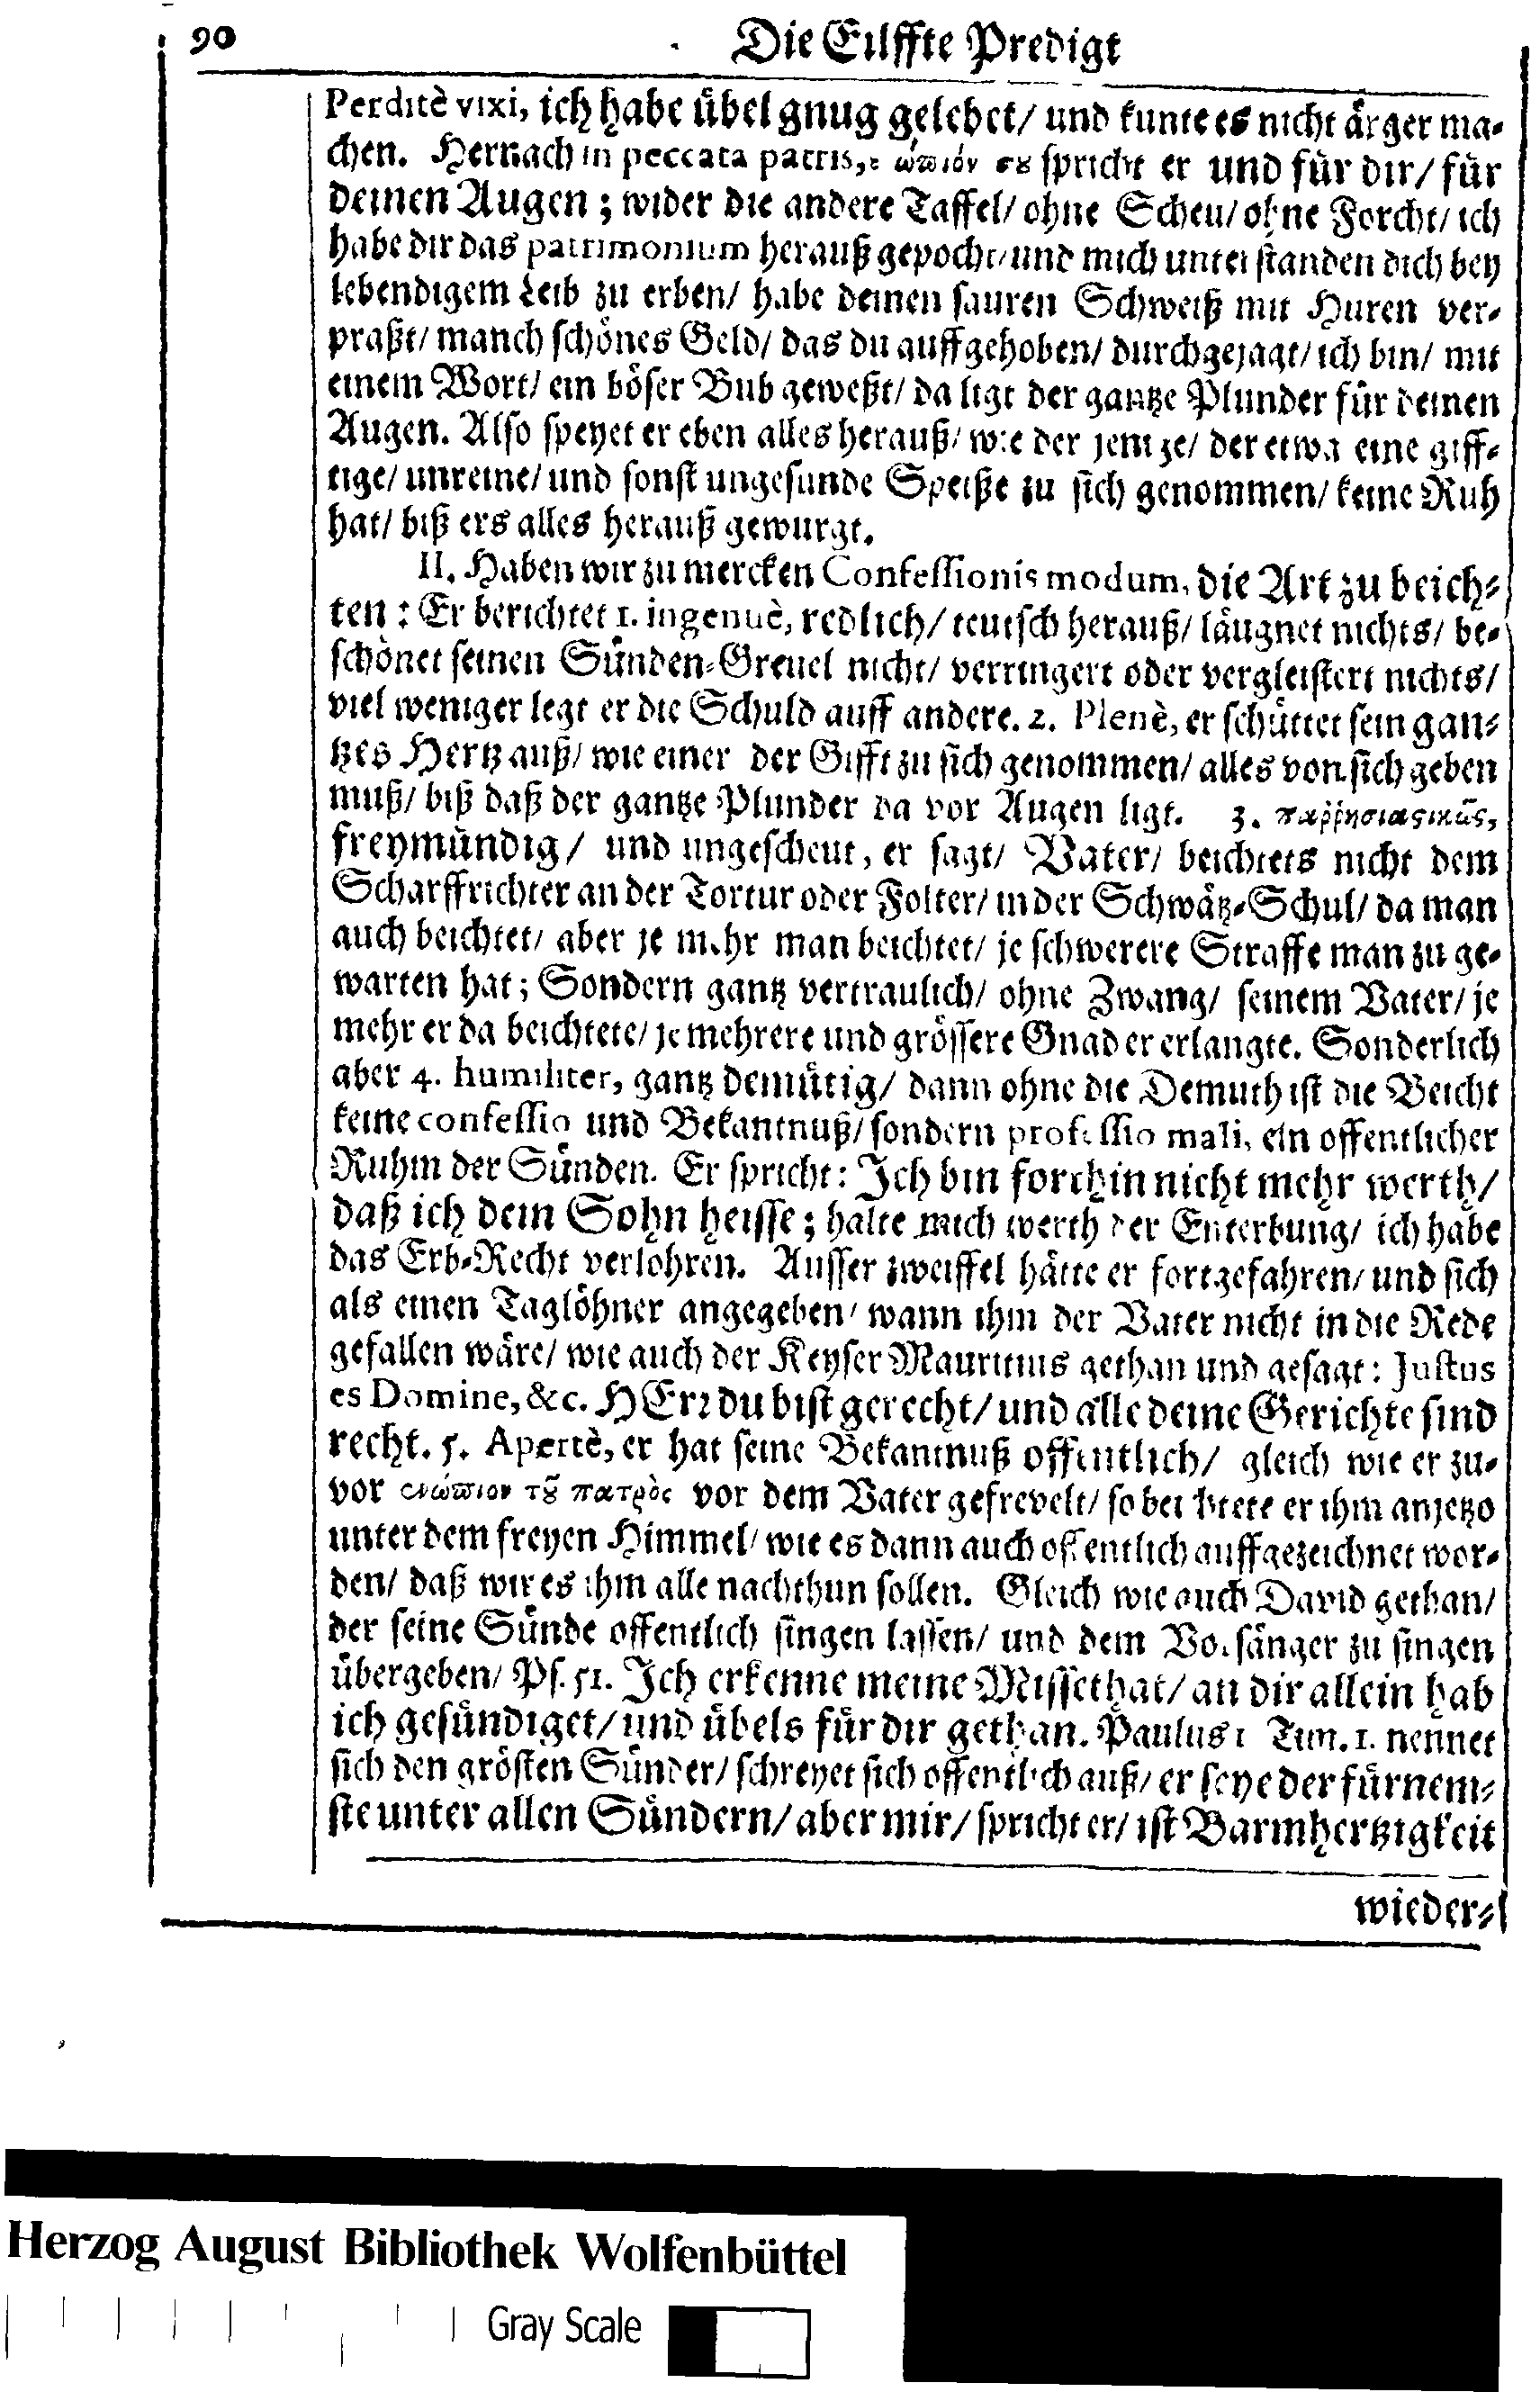 90
Die Eilffte Predigt
Perditè vixi, ich habe übel gnug gelebet/ und kunte es nicht ärger ma-
chen. Hernach in peccata patris, ἐνώπιόν σου spricht er und für dir/ für
deinen Augen; wider die andere Taffel/ ohne Scheu/ ohne Forcht/ ich
habe dir das patrimonium herauß gepocht/ und mich unterstanden dich bey
lebendigem Leib zu erben/ habe deinen sauren Schweiß mit Huren ver-
praßt/ manch schönes Geld/ das du auffgehoben/ durchgejagt/ ich bin/ mit
einem Wort/ ein böser Bub geweßt/ da ligt der gantze Plunder für deinen
Augen. Also speyet er eben alles herauß/ wie der jenige/ der etwa eine giff-
tige/ unreine/ und sonst ungesunde Speiße zu sich genommen/ keine Ruh
hat/ biß ers alles herauß gewurgt.
II. Haben wir zu mercken Confessionis modum, die Art zu beich-
ten: Er berichtet 1. ingenuè, redlich/ teutsch herauß/ läugnet nichts/ be-
schönet seinen Sünden-Greuel nicht/ verringert oder vergleistert nichts/
viel weniger legt er die Schuld auff andere. 2. Plenè, er schüttet sein gan-
tzes Hertz auß/ wie einer der Gifft zu sich genommen/ alles von sich geben
muß/ biß daß der gantze Plunder da vor Augen ligt. 3. παῤῥησιαστικῶς,
freymündig/ und ungescheut, er sagt/ Vater/ beichtets nicht dem
Scharffrichter an der Tortur oder Folter/ in der Schwätz-Schul/ da man
auch beichtet/ aber je mehr man beichtet/ je schwerere Straffe man zu ge-
warten hat; Sondern gantz vertraulich/ ohne Zwang/ seinem Vater/ je
mehr er da beichtete/ je mehrere und grössere Gnad er erlangte. Sonderlich
aber 4. humiliter, gantz demütig/ dann ohne die Demuth ist die Beicht
keine confessio und Bekantnuß/ sondern professio mali, ein offentlicher
Ruhm der Sünden. Er spricht: Ich bin forthin nicht mehr werth/
daß ich dein Sohn heisse; halte mich werth der Enterbung/ ich habe
das Erb-Recht verlohren. Ausser zweiffel hätte er fortgefahren/ und sich
als einen Taglöhner angegeben/ wann ihm der Vater nicht in die Rede
gefallen wäre/ wie auch der Keyser Mauritius gethan und gesagt: Justus
es Domine, &c. HErr du bist gerecht/ und alle deine Gerichte sind
recht. 5. Apertè, er hat seine Bekantnuß offentlich/ gleich wie er zu-
vor ἐνώπιον τοῦ πατρὸς vor dem Vater gefrevelt/ so beichtete er ihm anjetzo
unter dem freyen Himmel/ wie es dann auch offentlich auffgezeichnet wor-
den/ daß wir es ihm alle nachthun sollen. Gleich wie auch David gethan/
der seine Sünde offentlich singen lassen/ und dem Vorsänger zu singen
übergeben/ Ps. 51. Ich erkenne meine Missethat/ an dir allein hab
ich gesündiget/ und übels für dir gethan. Paulus 1 Tim. 1. nennet
sich den grösten Sünder/ schreyet sich offentlich auß/ er seye der fürnem-
ste unter allen Sündern/ aber mir/ spricht er/ ist Barmhertzigkeit
wieder-
Herzog August Bibliothek Wolfenbüttel
Gray Scale